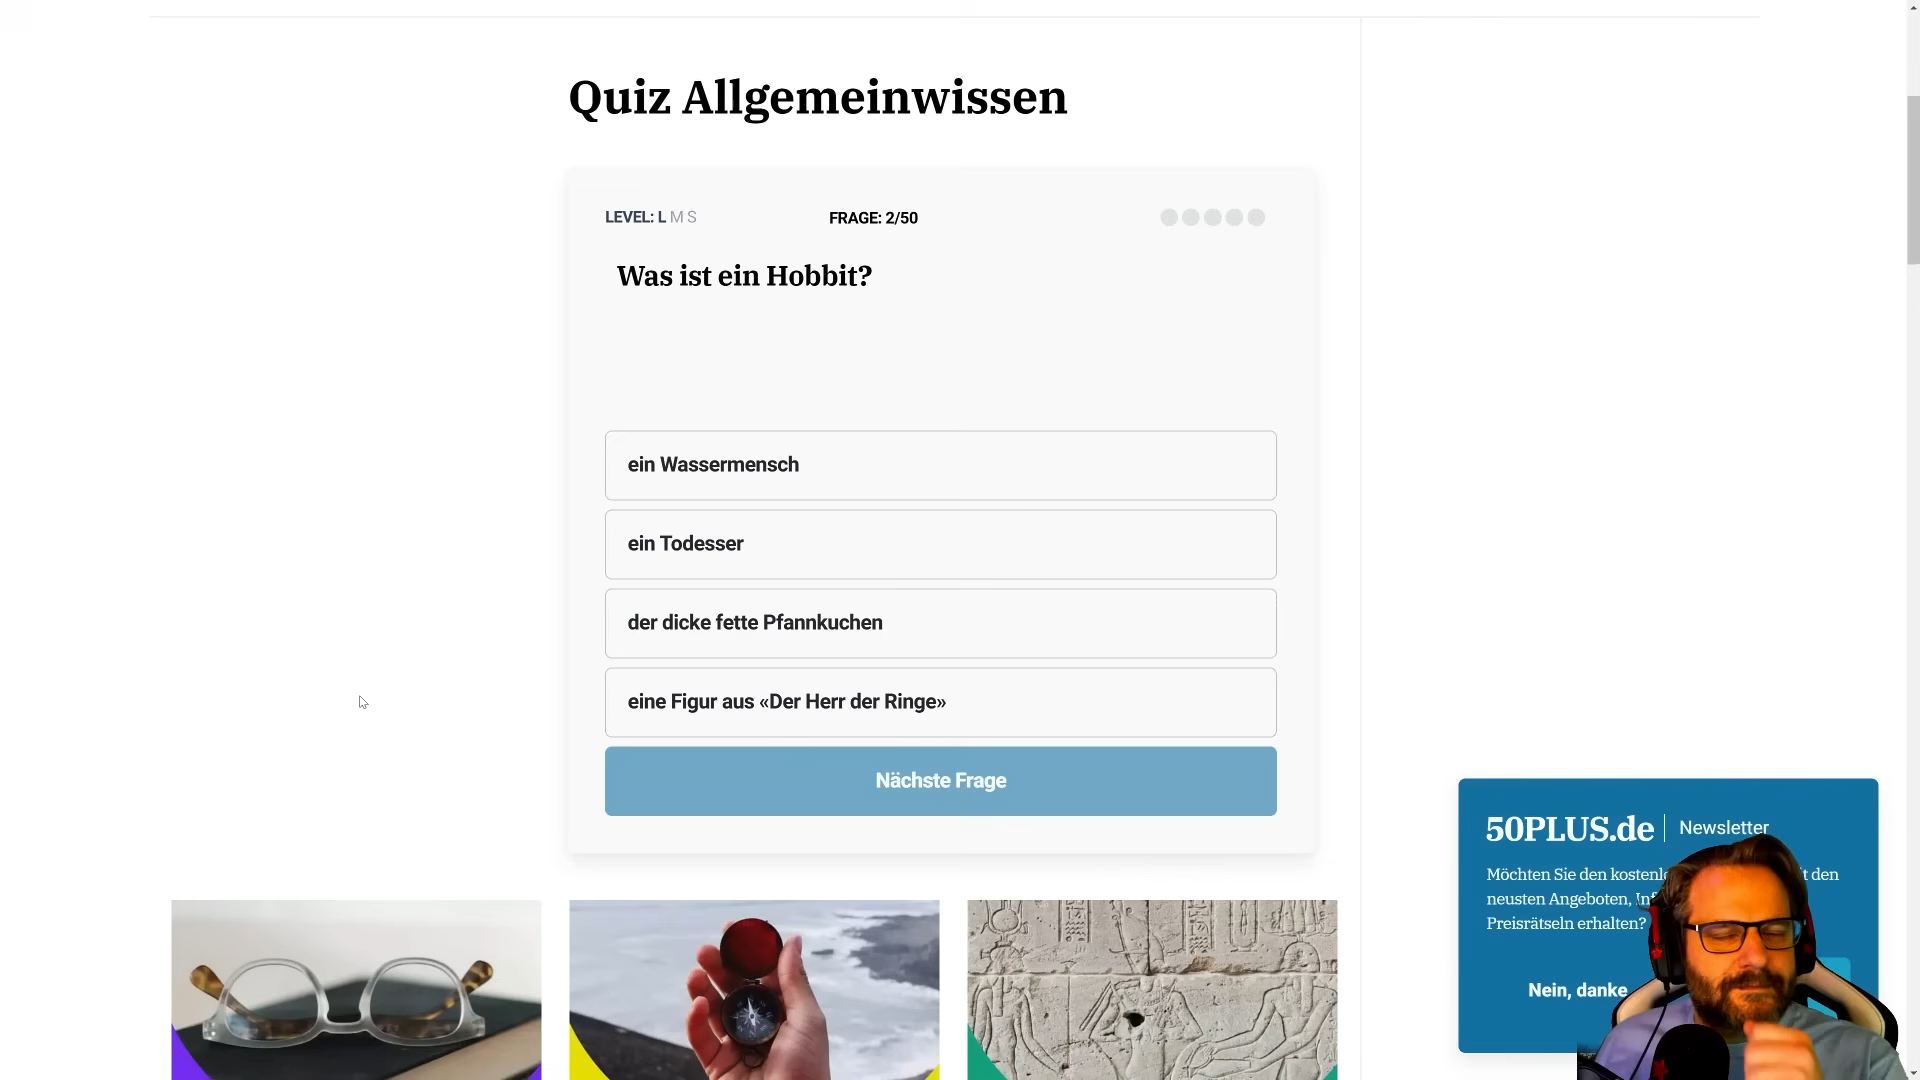 Quiz Allgemeinwissen
LEVEL: L M S
FRAGE: 2/50
Was ist ein Hobbit?
ein Wassermensch
ein Todesser
der dicke fette Pfannkuchen
eine Figur aus «Der Herr der Ringe»
Nächste Frage
50PLUS.de | Newsletter
Möchten Sie den den
neusten Angeboten,
Preisrätseln erhalten?
Nein, danke